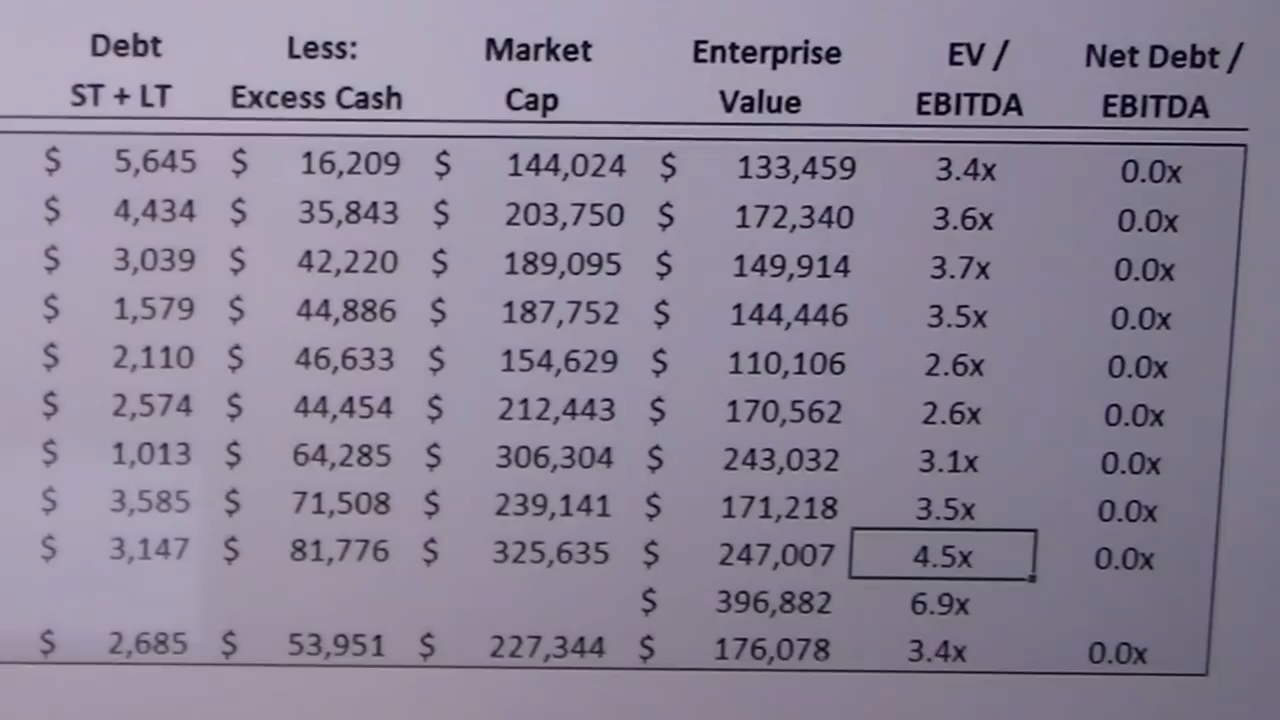 Debt Less: Market Enterprise EV / Net Debt /
ST + LT Excess Cash Cap Value EBITDA EBITDA
$ 5,645 $ 16,209 $ 144,024 $ 133,459 3.4x 0.0x
$ 4,434 $ 35,843 $ 203,750 $ 172,340 3.6x 0.0x
$ 3,039 $ 42,220 $ 189,095 $ 149,914 3.7x 0.0x
$ 1,579 $ 44,886 $ 187,752 $ 144,446 3.5x 0.0x
$ 2,110 $ 46,633 $ 154,629 $ 110,106 2.6x 0.0x
$ 2,574 $ 44,454 $ 212,443 $ 170,562 2.6x 0.0x
$ 1,013 $ 64,285 $ 306,304 $ 243,032 3.1x 0.0x
$ 3,585 $ 71,508 $ 239,141 $ 171,218 3.5x 0.0x
$ 3,147 $ 81,776 $ 325,635 $ 247,007 4.5x 0.0x
$ 396,882 6.9x
$ 2,685 $ 53,951 $ 227,344 $ 176,078 3.4x 0.0x